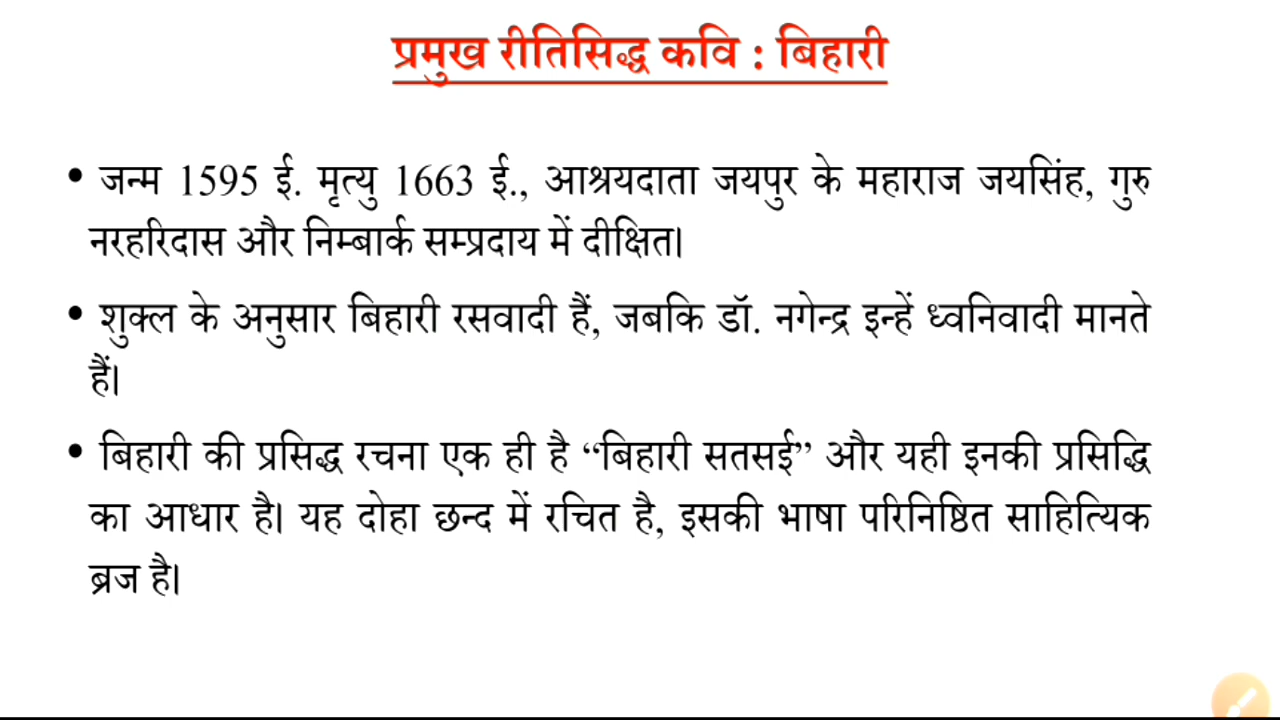 प्रमुख रीतिसिद्ध कवि : बिहारी
• जन्म 1595 ई. मृत्यु 1663 ई., आश्रयदाता जयपुर के महाराज जयसिंह, गुरु
नरहरिदास और निम्बार्क सम्प्रदाय में दीक्षित।
• शुक्ल के अनुसार बिहारी रसवादी हैं, जबकि डॉ. नगेन्द्र इन्हें ध्वनिवादी मानते
हैं।
• बिहारी की प्रसिद्ध रचना एक ही है “बिहारी सतसई” और यही इनकी प्रसिद्धि
का आधार है। यह दोहा छन्द में रचित है, इसकी भाषा परिनिष्ठित साहित्यिक
ब्रज है।